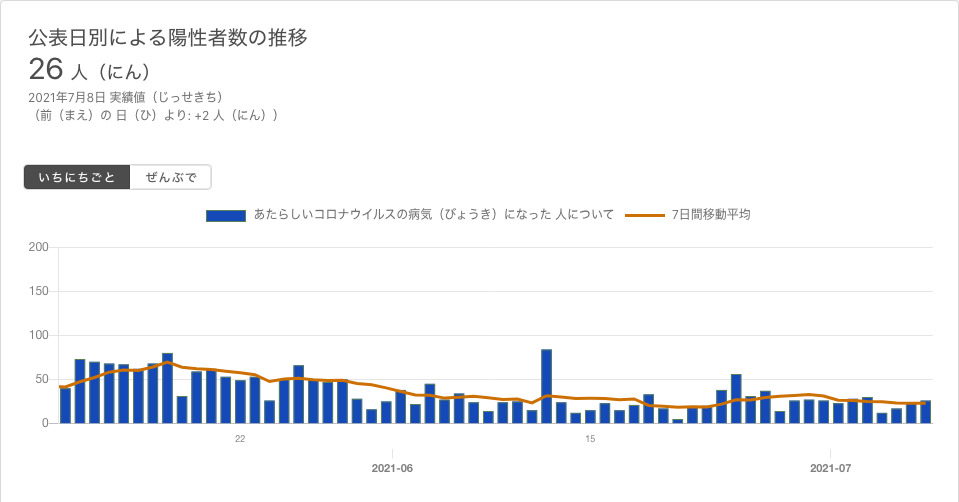 公表日別による陽性者数の推移
26 人（にん）
2021年7月8日 実績値（じっせきち）
（前（まえ）の 日（ひ）より: +2 人（にん））
いちにちごと ぜんぶで
あたらしいコロナウイルスの病気（びょうき）になった 人について 7日間移動平均
200
150
100
50
0
22 15
2021-06 2021-07